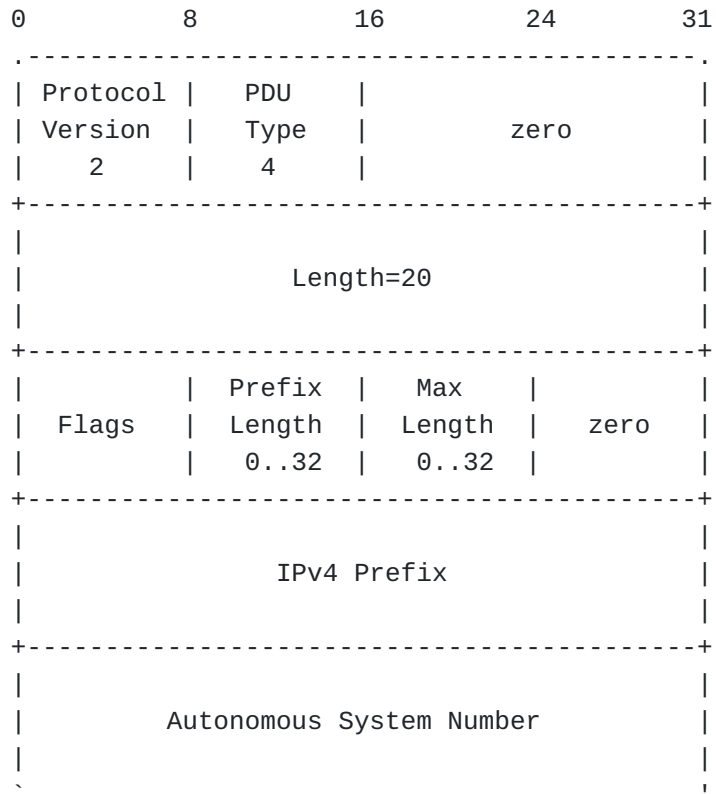 0          8          16         24        31
.-------------------------------------------.
| Protocol |   PDU    |                     |
| Version  |   Type   |         zero        |
|    2     |    4     |                     |
+-------------------------------------------+
|                                           |
|                 Length=20                 |
|                                           |
+-------------------------------------------+
|          |  Prefix  |   Max    |          |
|  Flags   |  Length  |  Length  |   zero   |
|          |   0..32  |   0..32  |          |
+-------------------------------------------+
|                                           |
|                IPv4 Prefix                |
|                                           |
+-------------------------------------------+
|                                           |
|         Autonomous System Number          |
|                                           |
`                                           '